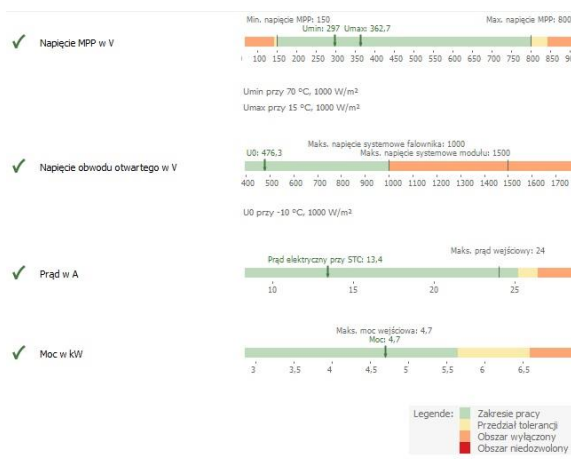 Min. napięcie MPP: 150
Max. napięcie MPP: 800
Umin: 297 Umax: 362,7
Napięcie MPP w V
100 150 200 250 300 350 400 450 500 550 600 650 700 750 800 850
Umin przy 70 °C, 1000 W/m²
Umax przy 15 °C, 1000 W/m²
Maks. napięcie systemowe falownika: 1000
U0: 476,3
Maks. napięcie systemowe modułu: 1500
Napięcie obwodu otwartego w V
400 500 600 700 800 900 1000 1100 1200 1300 1400 1500 1600 1700
U0 przy -10 °C, 1000 W/m²
Maks. prąd wejściowy: 24
Prąd elektryczny przy STC: 13,4
Prąd w A
10 15 20 25
Maks. moc wejściowa: 4,7
Moc: 4,7
Moc w kW
3 3,5 4 4,5 5 5,5 6 6.5
Legende:
Zakresie pracy
Przedział tolerancji
Obszar wyłączony
Obszar niedozwolony